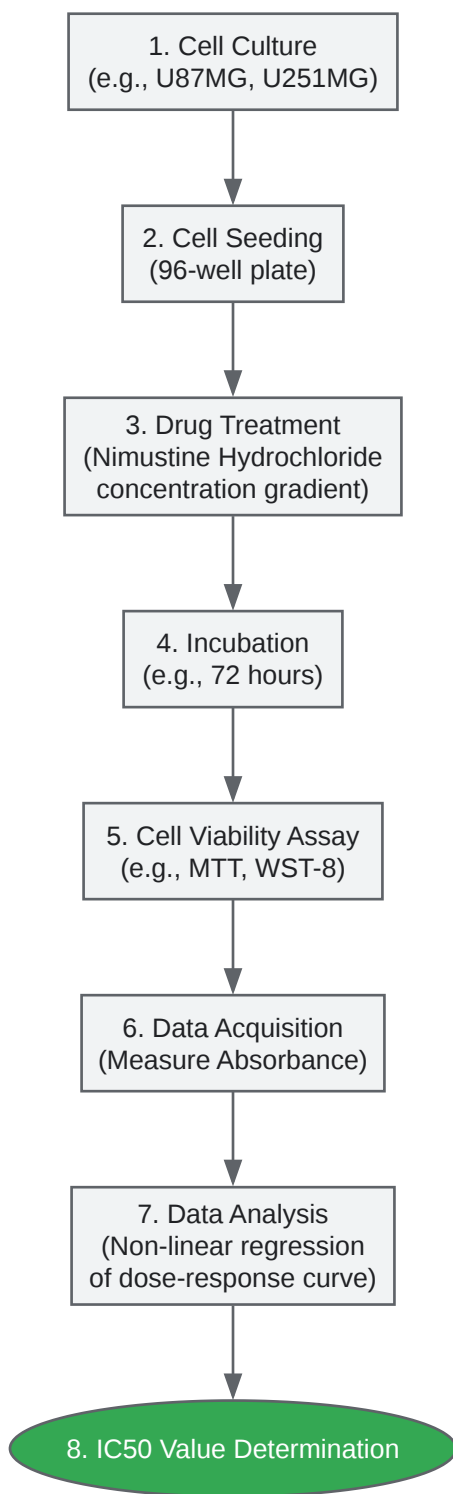 1. Cell Culture
(e.g., U87MG, U251MG)
2. Cell Seeding
(96-well plate)
3. Drug Treatment
(Nimustine Hydrochloride
concentration gradient)
4. Incubation
(e.g., 72 hours)
5. Cell Viability Assay
(e.g., MTT, WST-8)
6. Data Acquisition
(Measure Absorbance)
7. Data Analysis
(Non-linear regression
of dose-response curve)
8. IC50 Value Determination